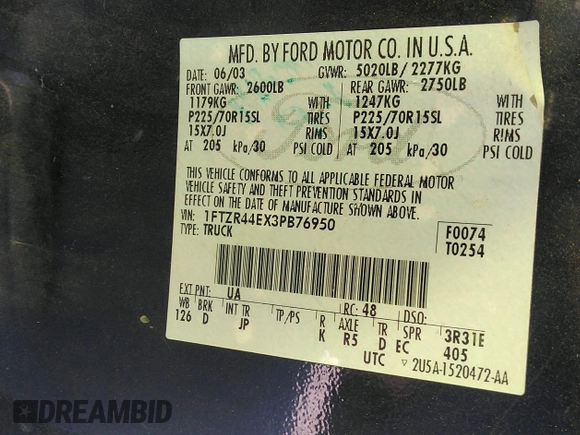 MFD. BY FORD MOTOR CO. IN U.S.A.
DATE: 06/03 GVWR: 5020LB/ 2277KG
FRONT GAWR: 2600LB REAR GAWR: 2750LB
1179KG WITH 1247KG WITH
P225/70R15SL TIRES P225/70R15SL TIRES
15X7.0J RIMS 15X7.0J RIMS
AT 205 kPa/30 PSI COLD AT 205 kPa/30 PSI COLD
THIS VEHICLE CONFORMS TO ALL APPLICABLE FEDERAL MOTOR
VEHICLE SAFETY AND THEFT PREVENTION STANDARDS IN
EFFECT ON THE DATE OF MANUFACTURE SHOWN ABOVE.
VIN: 1FTZR44EX3PB76950 F0074
TYPE: TRUCK T0254
EXT PNT: UA RC: 48 DSO:
WB BRK INT TR TP/PS R AXLE TR SPR 3R31E
126 D JP K R5 D EC 405
UTC ▽ 2U5A-1520472-AA
Ford
DREAMBID